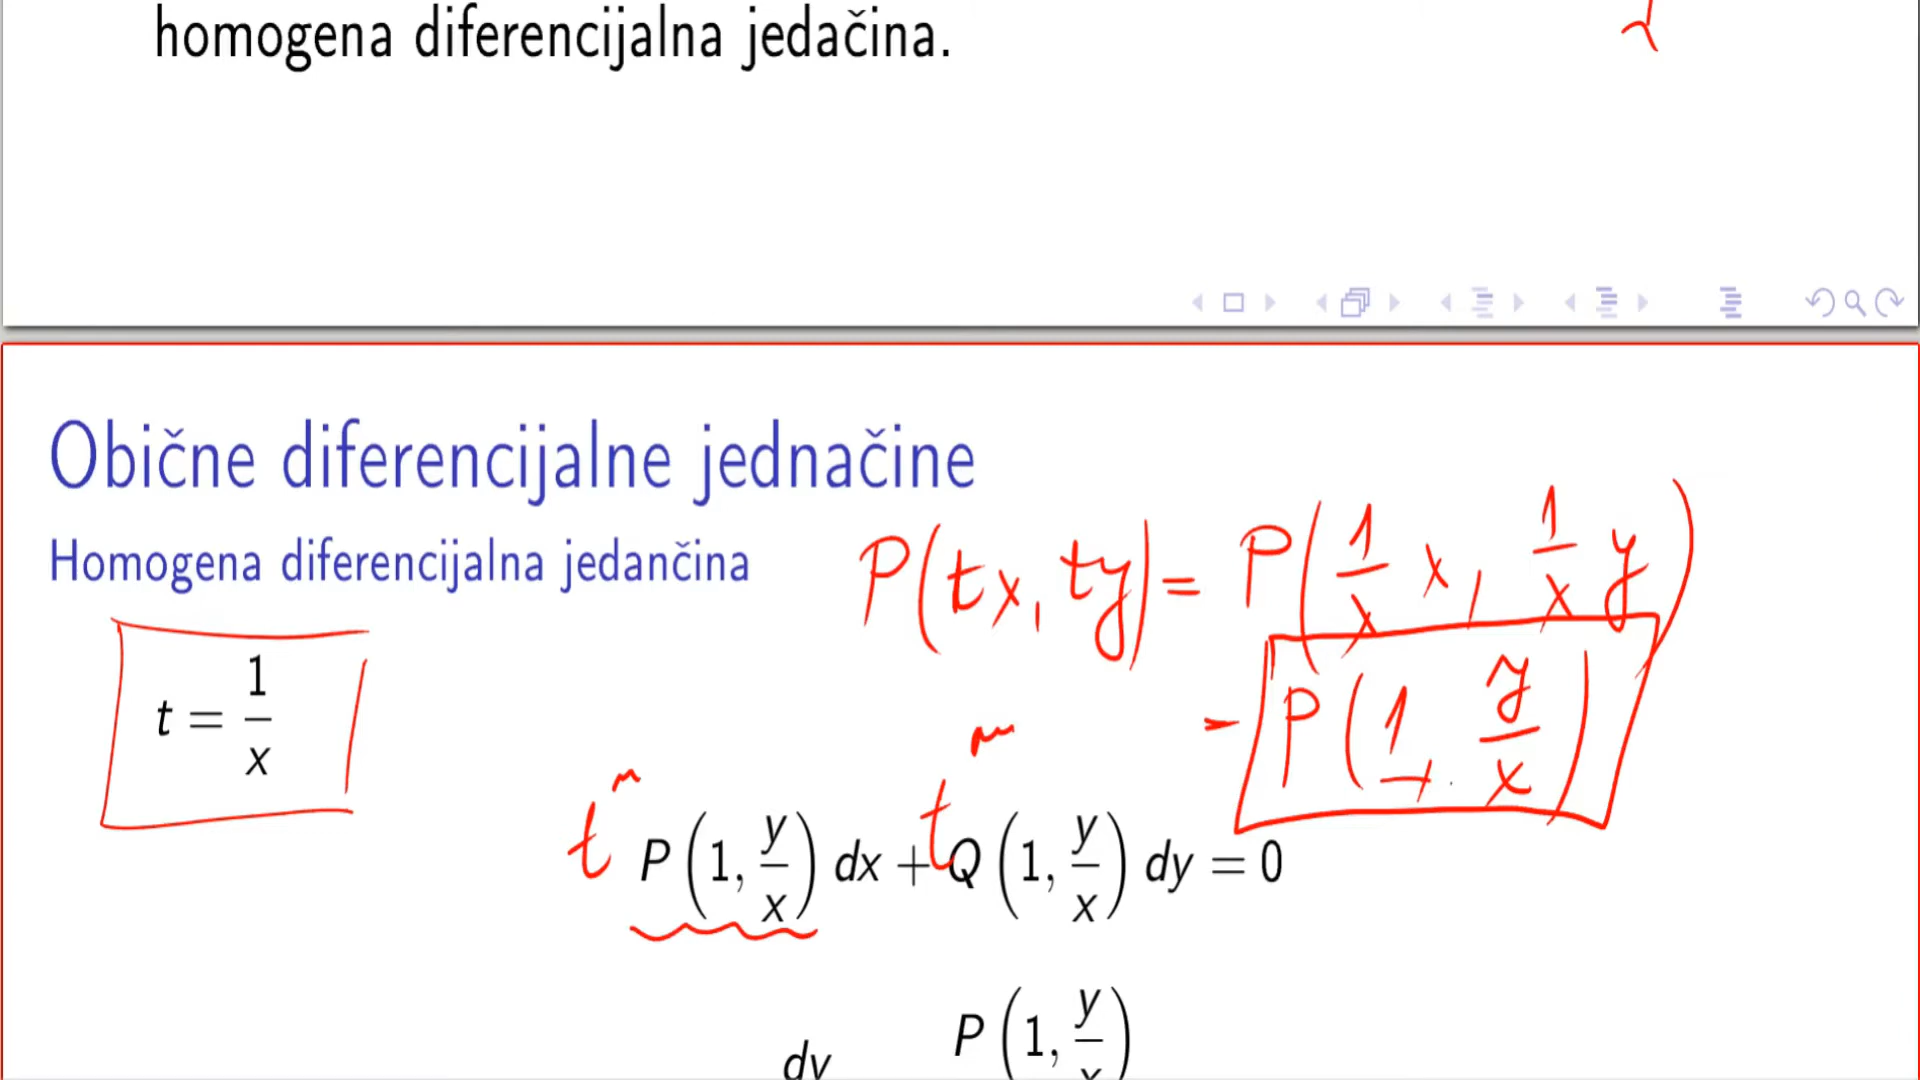 homogena diferencijalna jedačina.
Obične diferencijalne jednačine
Homogena diferencijalna jedančina
P(tx, ty) = P(1/x x, 1/x y)
t = 1/x
= P(1, y/x)
t^m P(1, y/x) dx + t^m Q(1, y/x) dy = 0
dy P(1, y/x)